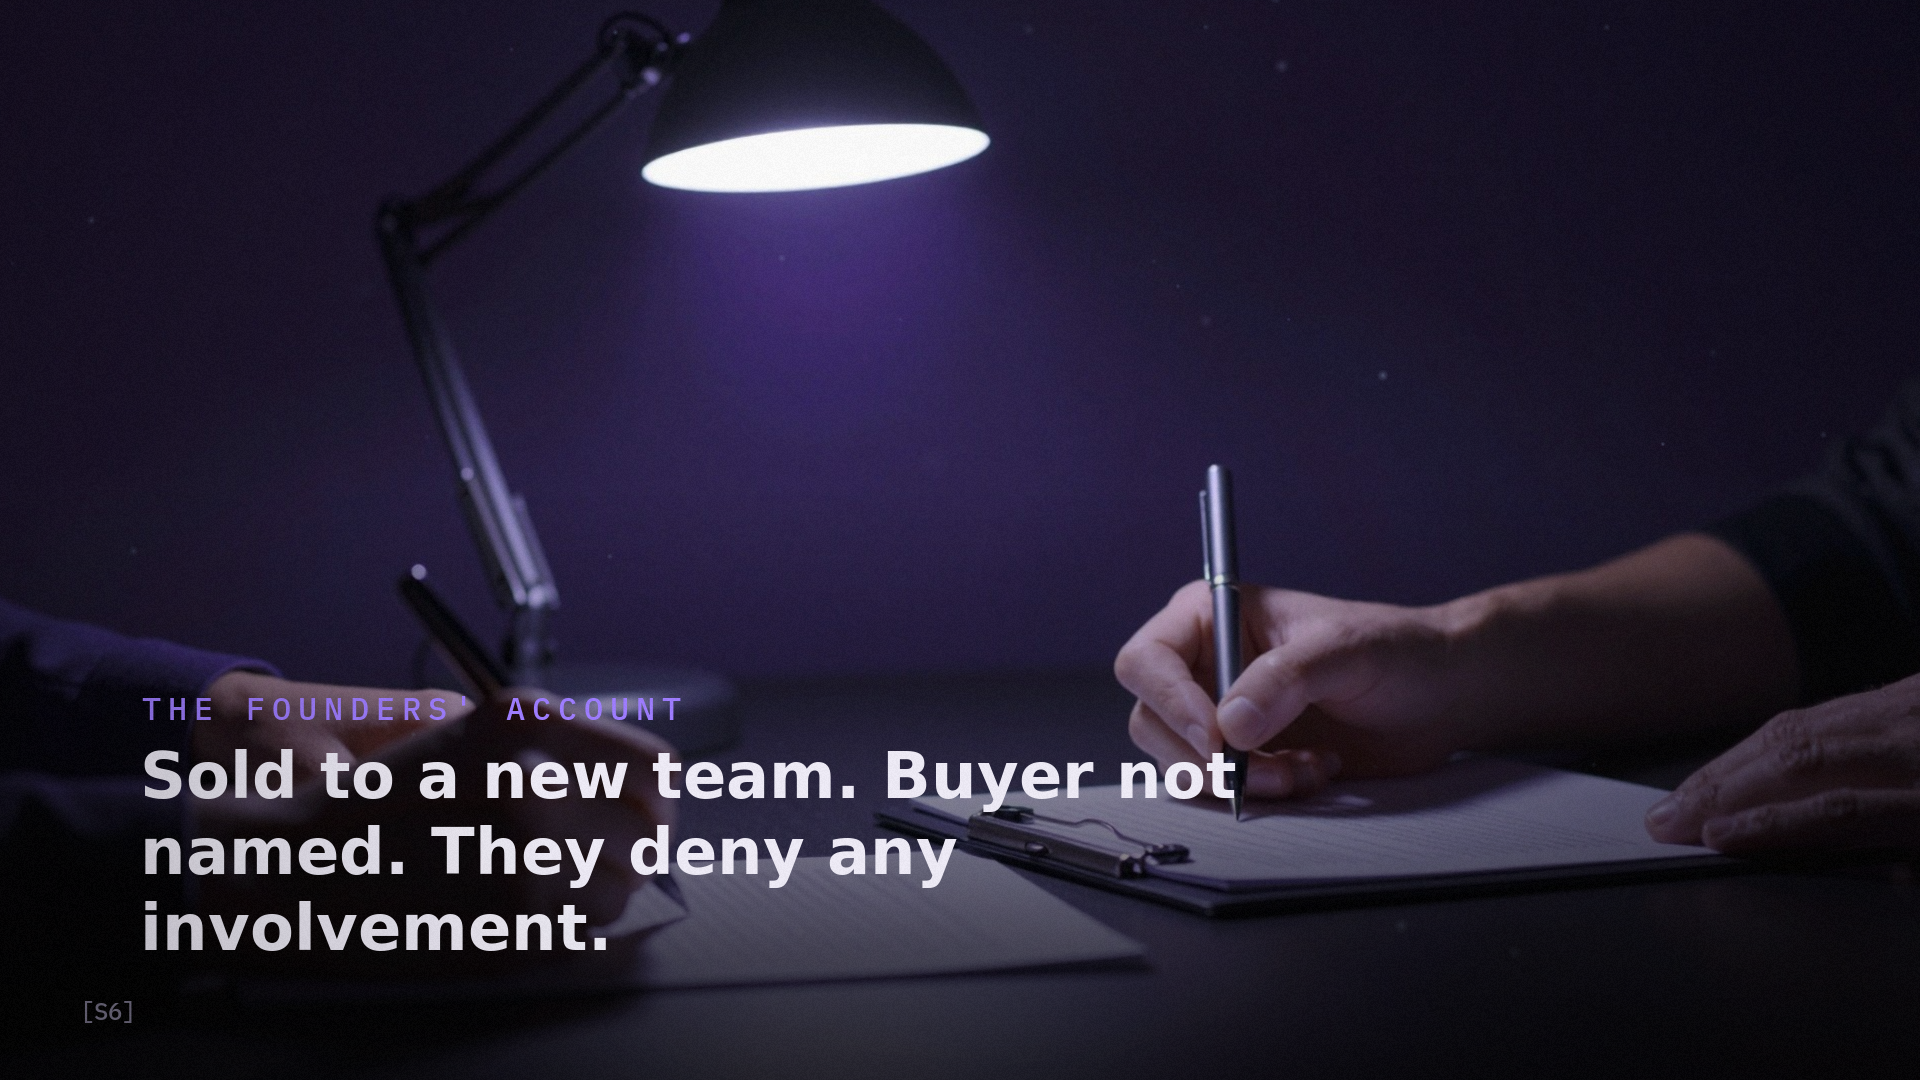 THE FOUNDERS' ACCOUNT
Sold to a new team. Buyer not
named. They deny any
involvement.
[S6]